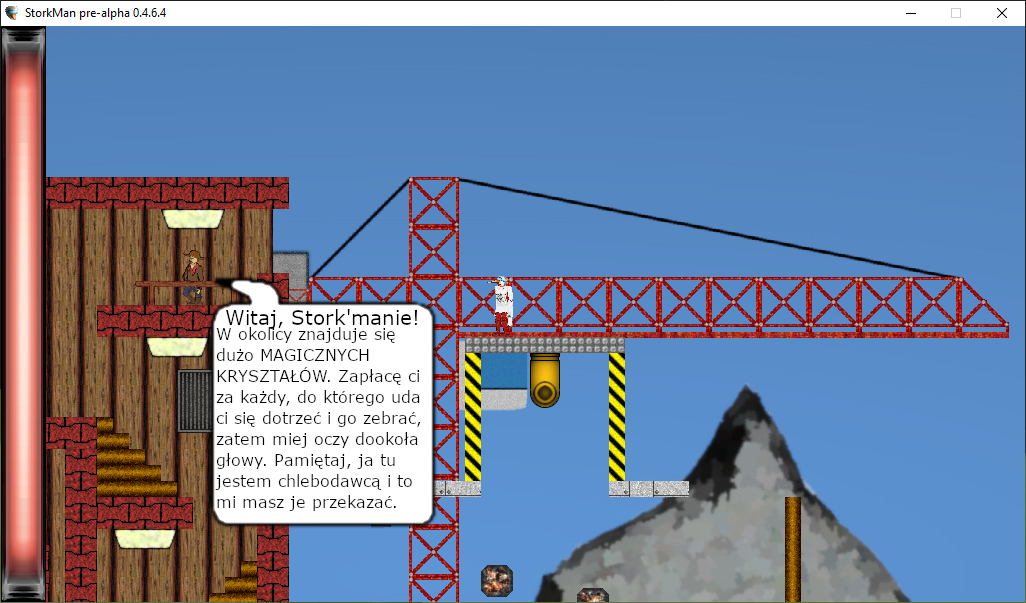 StorkMan pre-alpha 0.4.6.4
Witaj, Stork'manie!
W okolicy znajduje się
dużo MAGICZNYCH
KRYSZTAŁÓW. Zapłacę ci
za każdy, do którego uda
ci się dotrzeć i go zebrać,
zatem miej oczy dookoła
głowy. Pamiętaj, ja tu
jestem chlebodawcą i to
mi masz je przekazać.